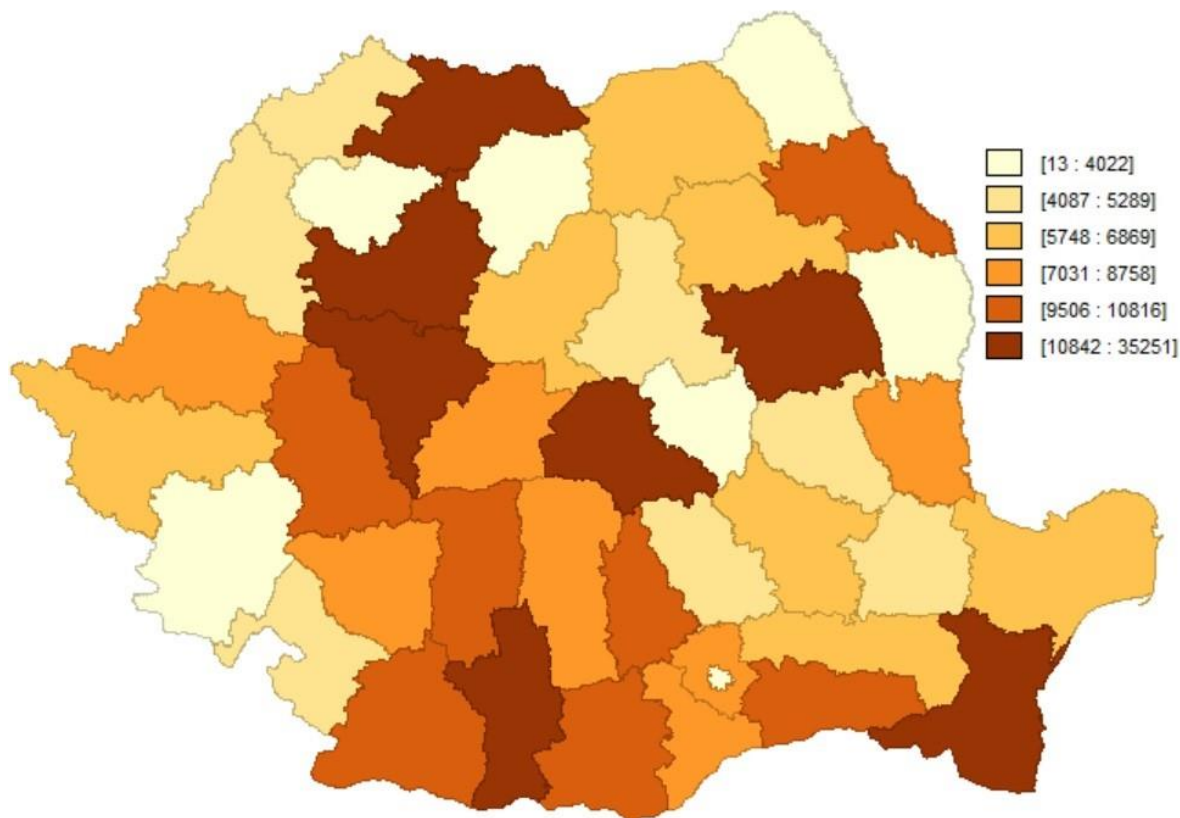 [13 : 4022]
[4087 : 5289]
[5748 : 6869]
[7031 : 8758]
[9506 : 10816]
[10842 : 35251]